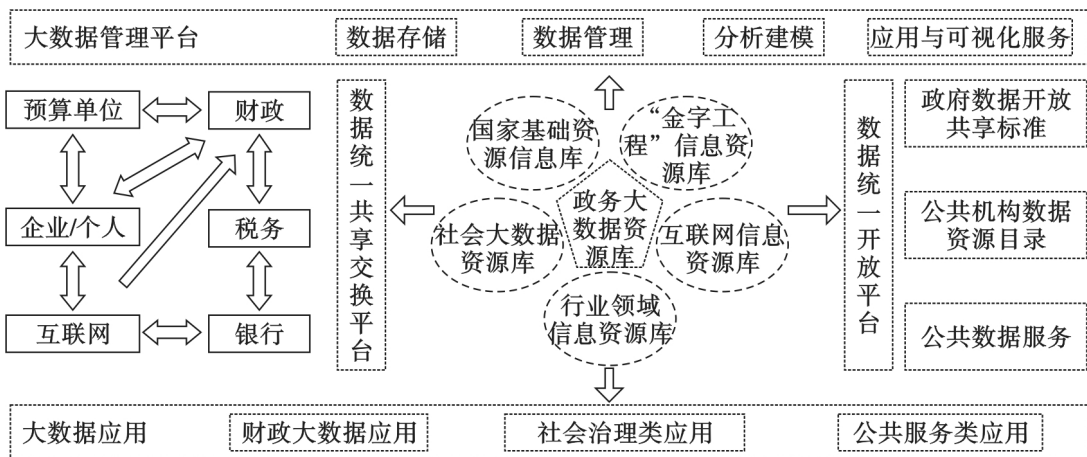 大数据管理平台
数据存储
数据管理
分析建模
应用与可视化服务
预算单位
财政
企业/个人
税务
互联网
银行
数据统一共享交换平台
国家基础资
源信息库
“金字工
程”信息资
源库
政务大
数据资
源库
社会大数据
资源库
互联网信息
资源库
行业领域
信息资源库
数据统一开放平台
政府数据开放
共享标准
公共机构数据
资源目录
公共数据服务
大数据应用
财政大数据应用
社会治理类应用
公共服务类应用